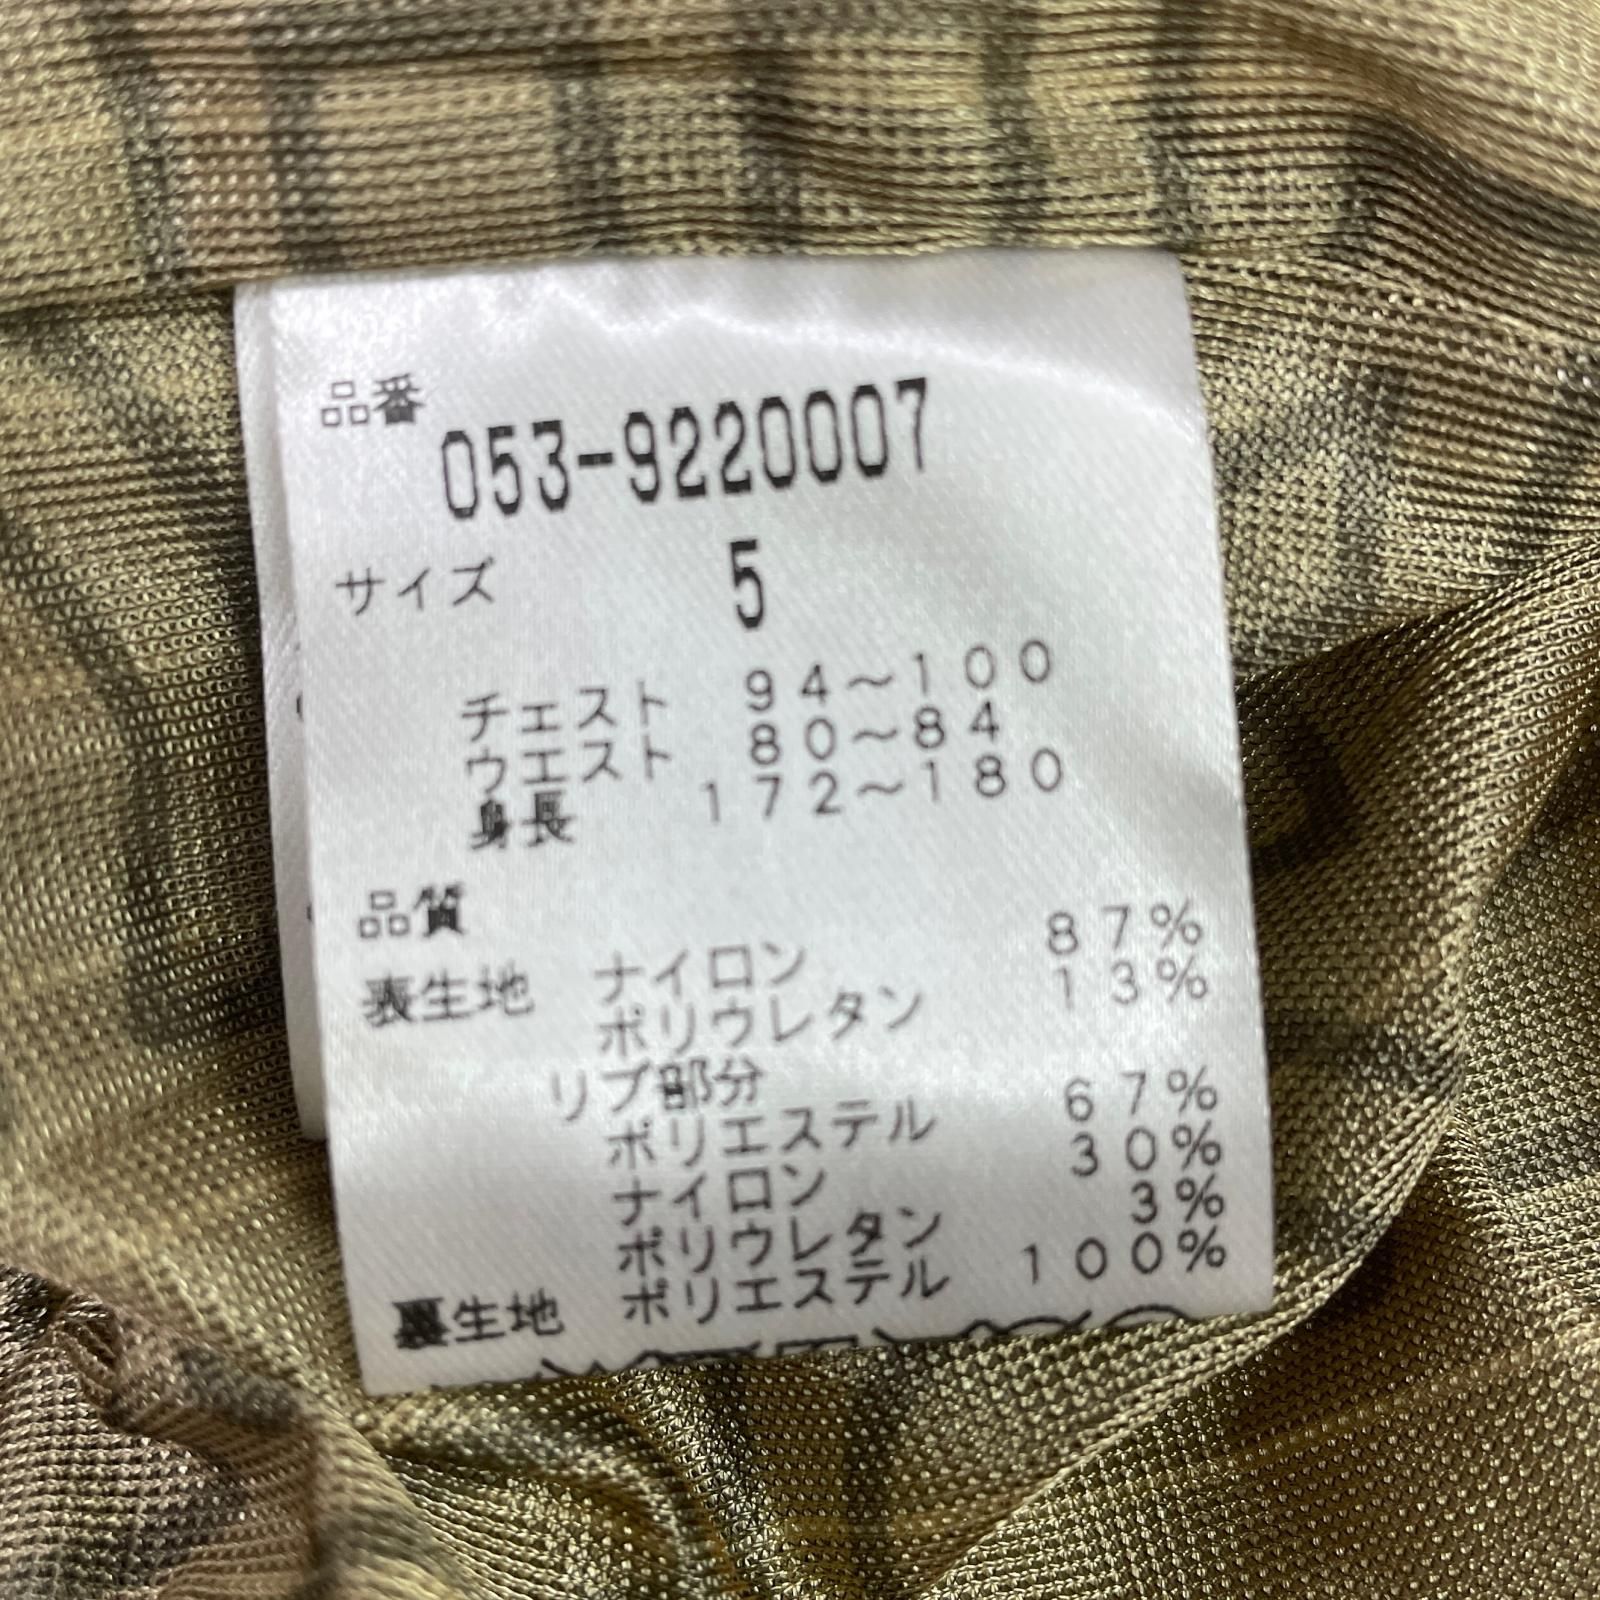 品番
053-9220007
サイズ 5
チェスト 94～100
ウエスト 80～84
身長 172～180
品質
表生地 ナイロン 87%
ポリウレタン 13%
リブ部分
ポリエステル 67%
ナイロン 30%
ポリウレタン 3%
裏生地 ポリエステル 100%